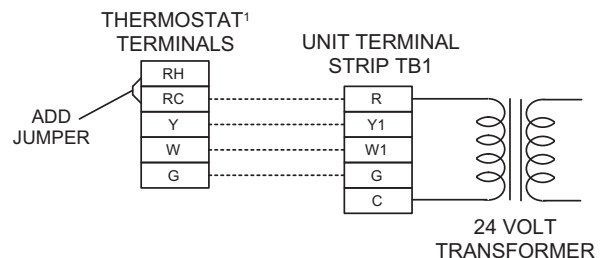 THERMOSTAT¹
TERMINALS
UNIT TERMINAL
STRIP TB1
RH
RC
Y
W
G
ADD
JUMPER
R
Y1
W1
G
C
24 VOLT
TRANSFORMER